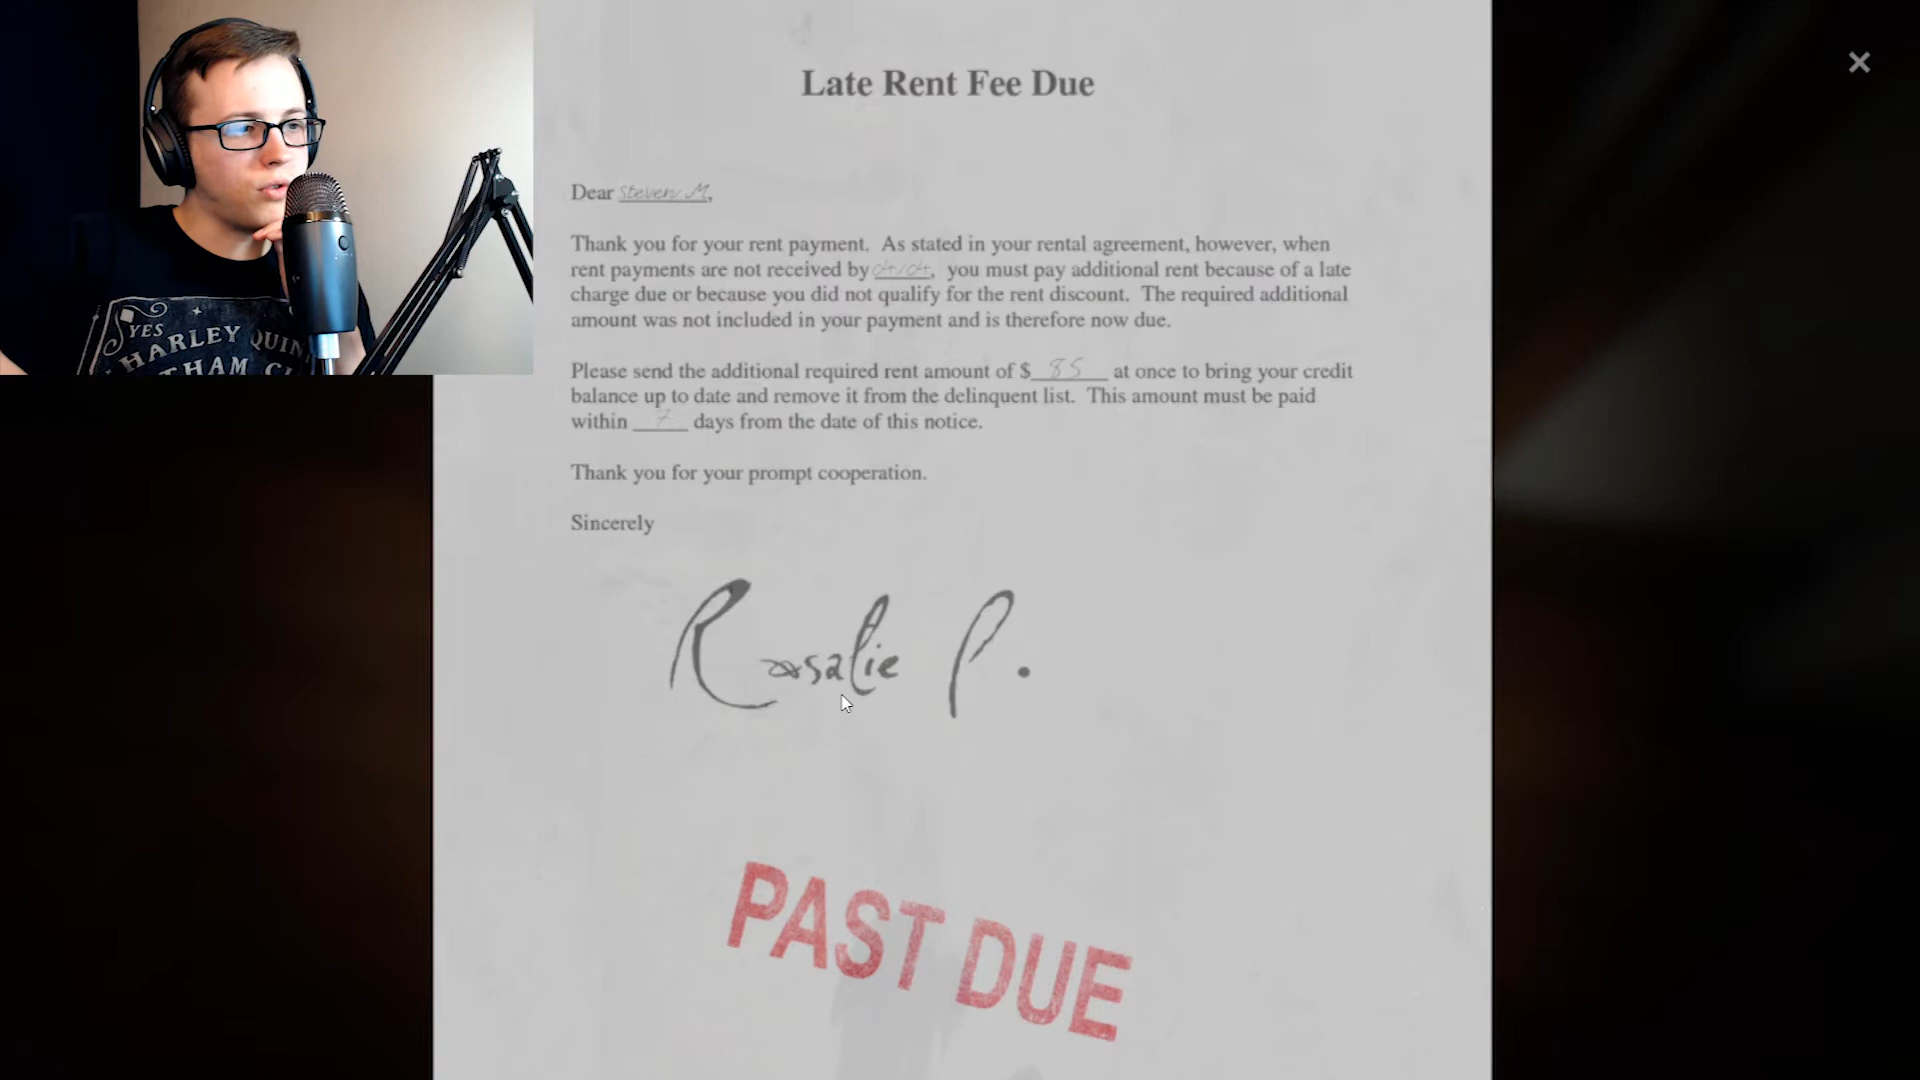 Late Rent Fee Due
Dear Steven M,
Thank you for your rent payment. As stated in your rental agreement, however, when
rent payments are not received by 04/04, you must pay additional rent because of a late
charge due or because you did not qualify for the rent discount. The required additional
amount was not included in your payment and is therefore now due.
Please send the additional required rent amount of $ 85 at once to bring your credit
balance up to date and remove it from the delinquent list. This amount must be paid
within 7 days from the date of this notice.
Thank you for your prompt cooperation.
Sincerely
Rosalie P.
PAST DUE
YES
HARLEY QUIN
THAM CI